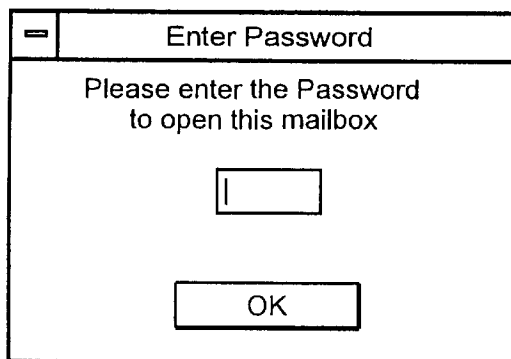 Enter Password
Please enter the Password
to open this mailbox
OK